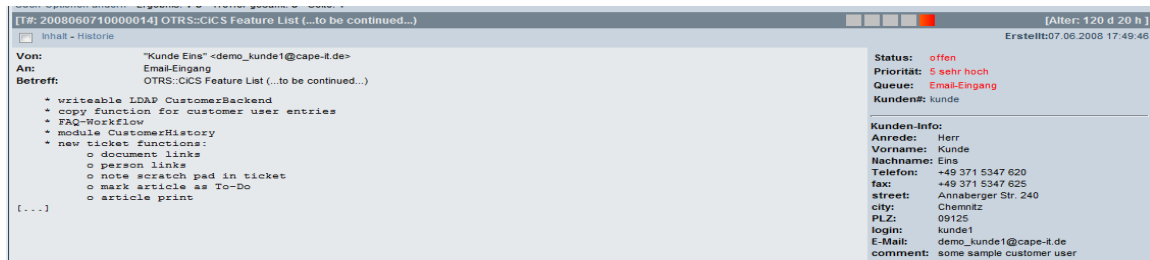 [T#: 2008060710000014] OTRS::CiCS Feature List (...to be continued...) [Alter: 120 d 20 h ]
Inhalt - Historie Erstellt:07.06.2008 17:49:46
Von: "Kunde Eins" <demo_kunde1@cape-it.de>
An: Email-Eingang
Betreff: OTRS::CiCS Feature List (...to be continued...)
* writeable LDAP CustomerBackend
* copy function for customer user entries
* FAQ-Workflow
* module CustomerHistory
* new ticket functions:
o document links
o person links
o note scratch pad in ticket
o mark article as To-Do
o article print
[...]
Status: offen
Priorität: 5 sehr hoch
Queue: Email-Eingang
Kunden#: kunde
Kunden-Info:
Anrede: Herr
Vorname: Kunde
Nachname: Eins
Telefon: +49 371 5347 620
fax: +49 371 5347 625
street: Annaberger Str. 240
city: Chemnitz
PLZ: 09125
login: kunde1
E-Mail: demo_kunde1@cape-it.de
comment: some sample customer user